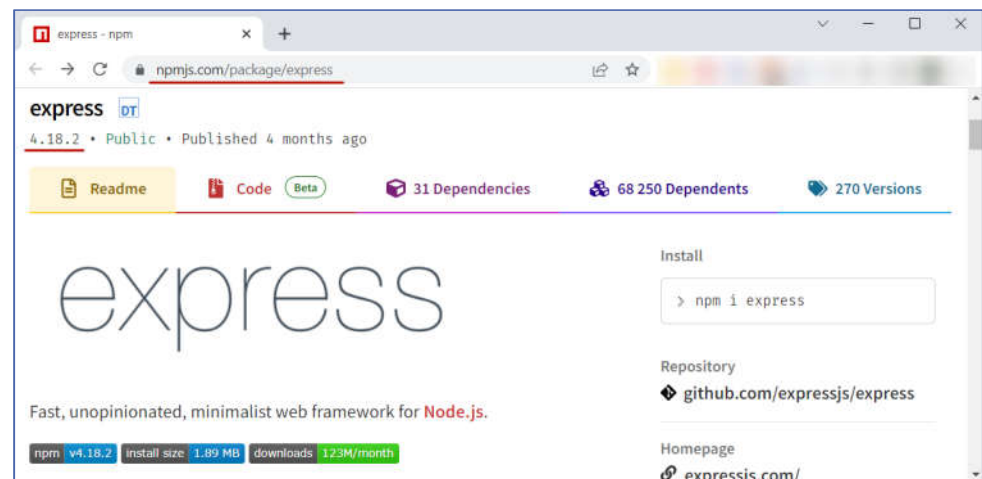 express - npm
npmjs.com/package/express
express DT
4.18.2 • Public • Published 4 months ago
Readme
Code Beta
31 Dependencies
68 250 Dependents
270 Versions
express
Install
> npm i express
Repository
github.com/expressjs/express
Fast, unopinionated, minimalist web framework for Node.js.
npm v4.18.2 install size 1.89 MB downloads 123M/month
Homepage
expressjs.com/